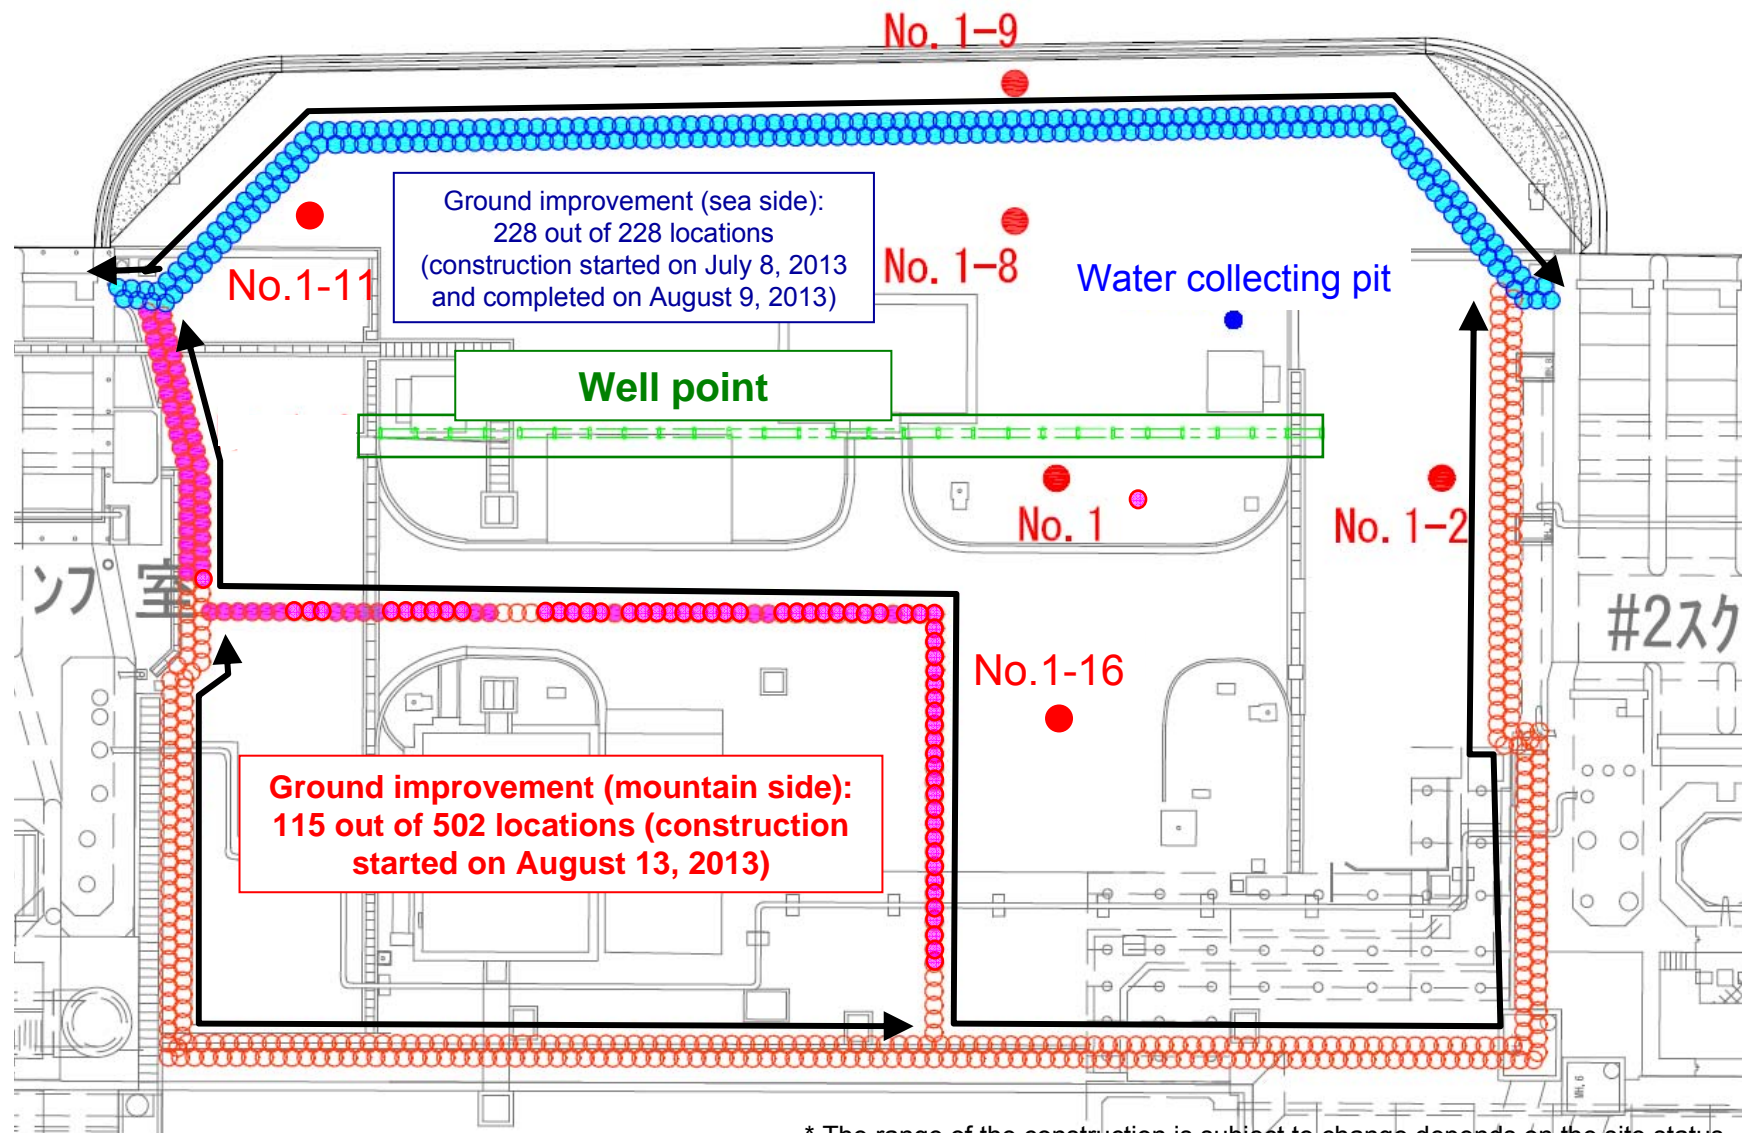 No. 1-9
Ground improvement (sea side):
228 out of 228 locations
(construction started on July 8, 2013
and completed on August 9, 2013)
No.1-11
No. 1-8
Water collecting pit
Well point
No. 1
No. 1-2
ンプ室
#2スク
No.1-16
Ground improvement (mountain side):
115 out of 502 locations (construction
started on August 13, 2013)
MH.6
* The range of the construction is subject to change depends on the site status